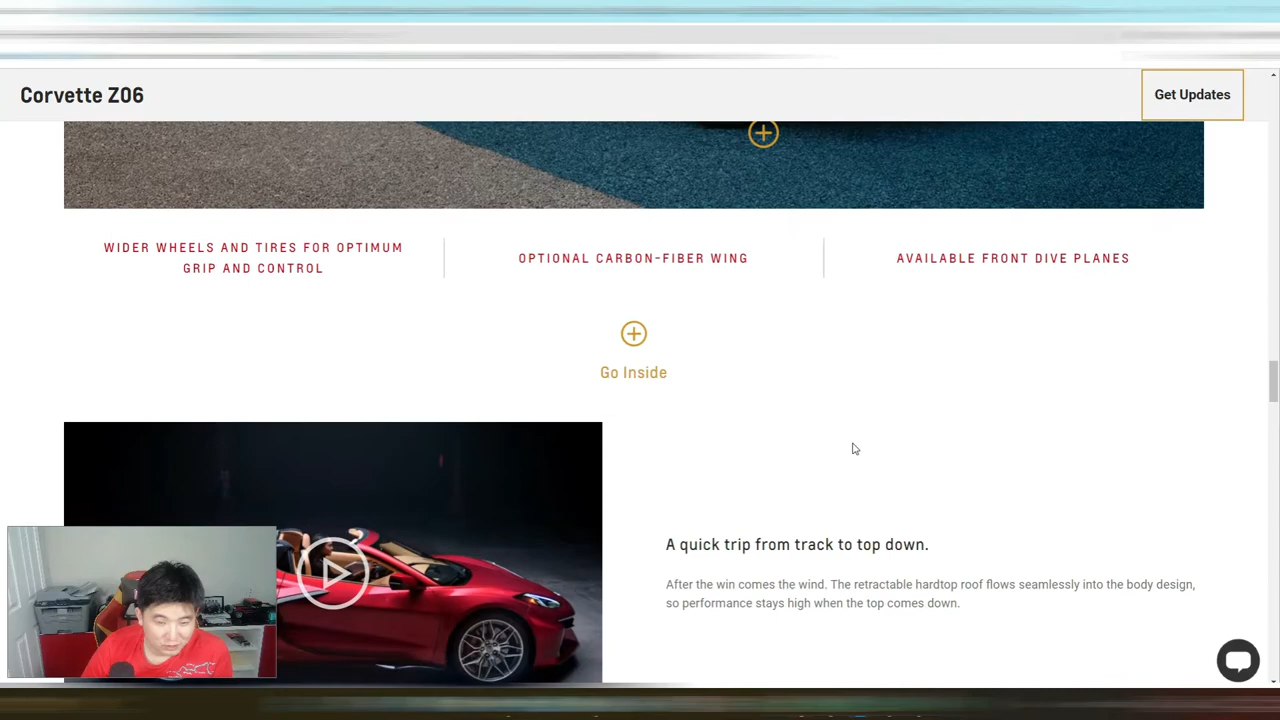 Corvette Z06
Get Updates
WIDER WHEELS AND TIRES FOR OPTIMUM
GRIP AND CONTROL
OPTIONAL CARBON-FIBER WING
AVAILABLE FRONT DIVE PLANES
Go Inside
A quick trip from track to top down.
After the win comes the wind. The retractable hardtop roof flows seamlessly into the body design,
so performance stays high when the top comes down.